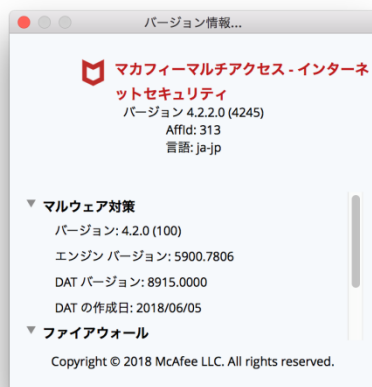 バージョン情報...
マカフィーマルチアクセス - インターネ
ットセキュリティ
バージョン 4.2.2.0 (4245)
AffId: 313
言語: ja-jp
マルウェア対策
バージョン: 4.2.0 (100)
エンジン バージョン: 5900.7806
DAT バージョン: 8915.0000
DAT の作成日: 2018/06/05
ファイアウォール
Copyright © 2018 McAfee LLC. All rights reserved.